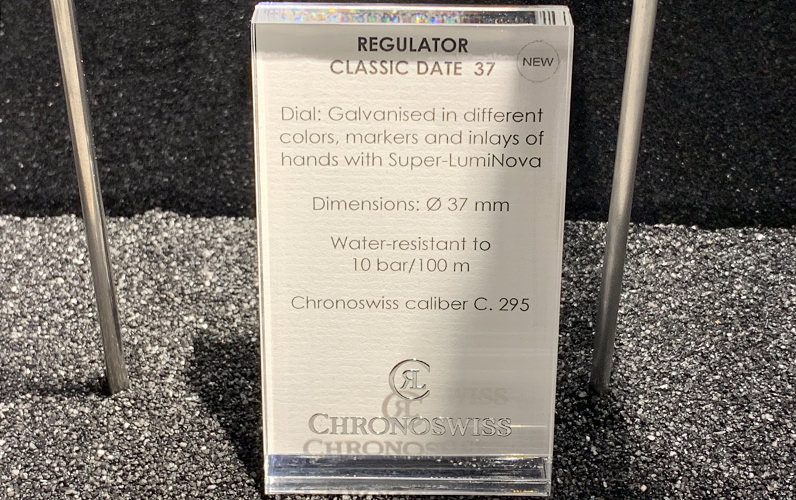 REGULATOR
CLASSIC DATE 37
NEW
Dial: Galvanised in different
colors, markers and inlays of
hands with Super-LumiNova
Dimensions: Ø 37 mm
Water-resistant to
10 bar/100 m
Chronoswiss caliber C. 295
CHRONOSWISS